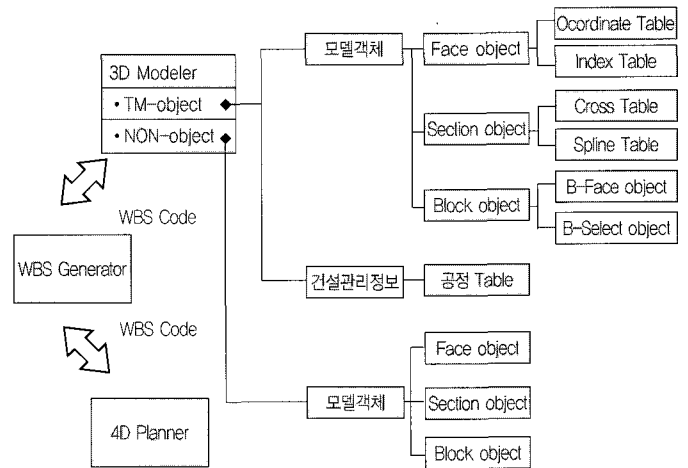 3D Modeler
• TM-object
• NON-object
WBS Code
WBS Generator
WBS Code
4D Planner
모델객체
Face object
Ocordinate Table
Index Table
Section object
Cross Table
Spline Table
Block object
B-Face object
B-Select object
건설관리정보
공정 Table
모델객체
Face object
Section object
Block object